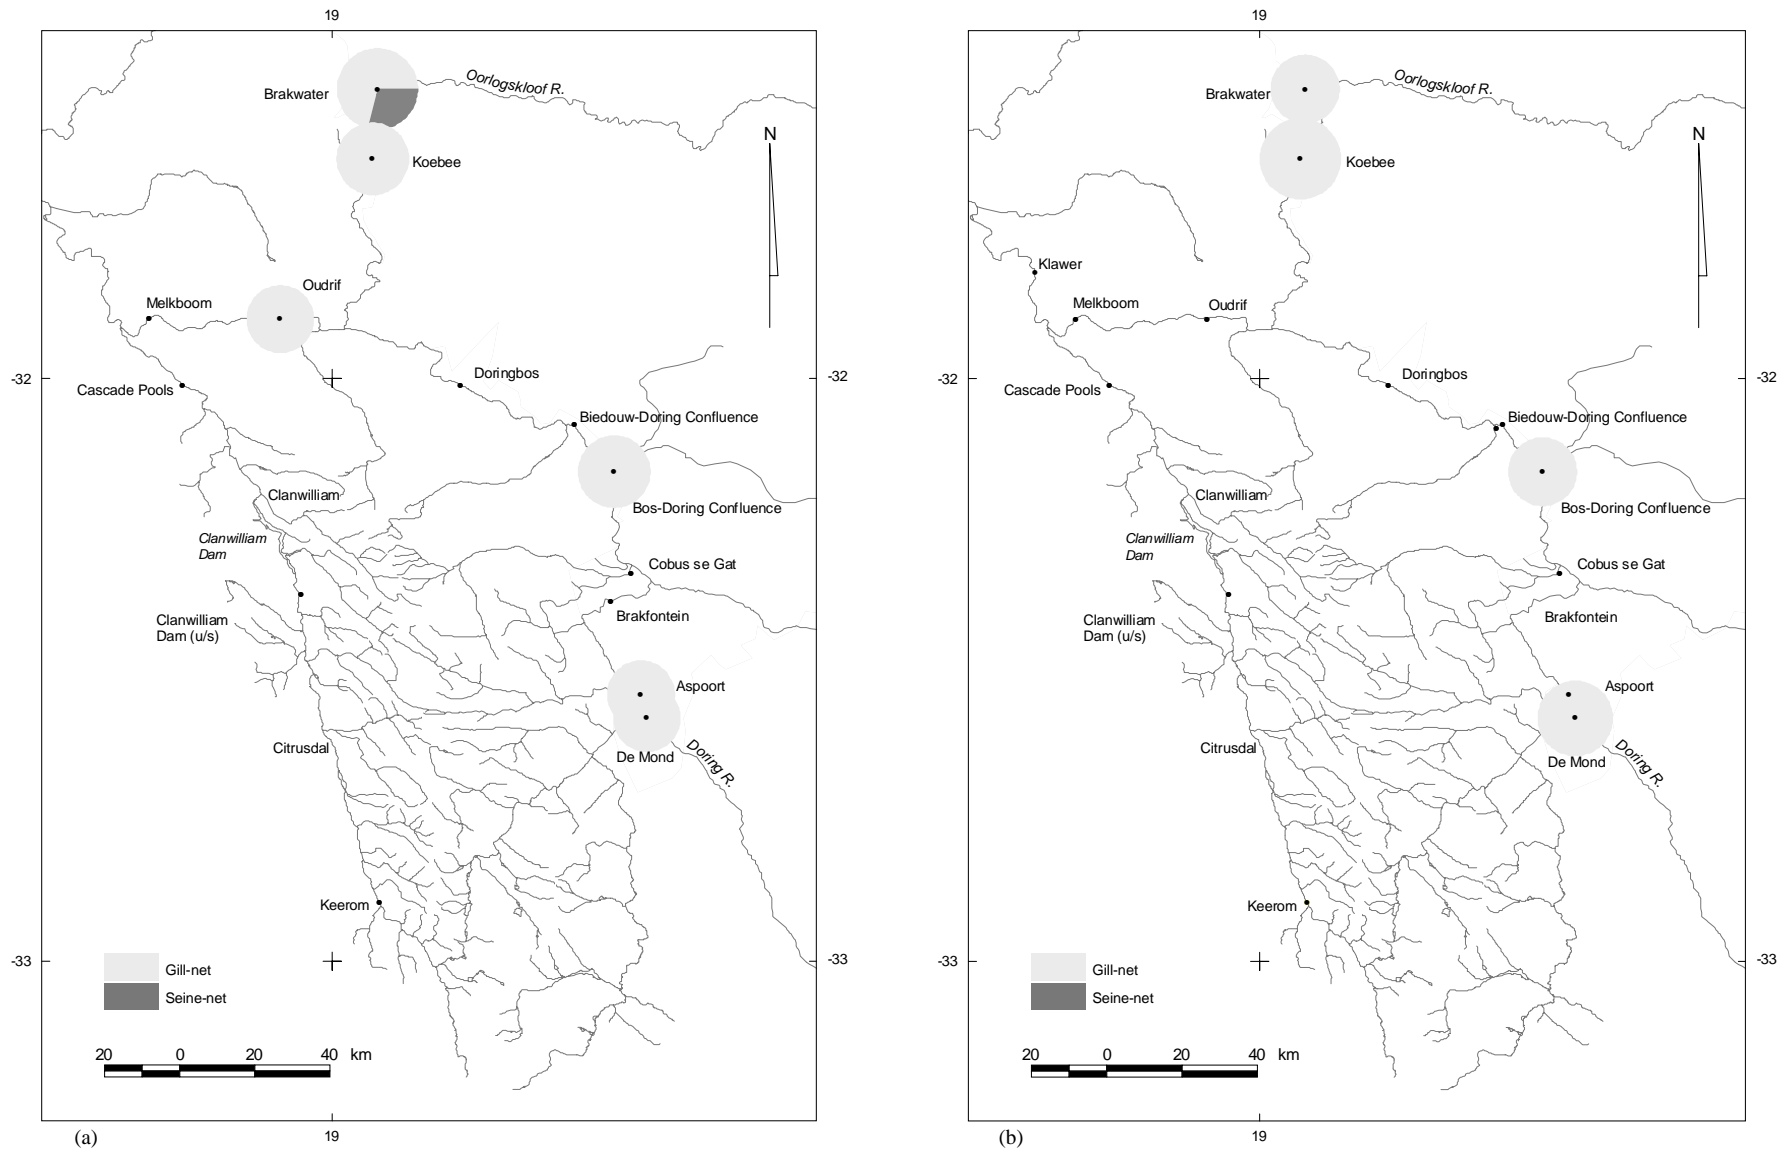 19
Oorlogskloof R.
Brakwater
N
Koebee
Oudrif
Melkboom
-32
Doringbos
-32
Cascade Pools
Biedouw-Doring Confluence
Clanwilliam
Bos-Doring Confluence
Clanwilliam
Dam
Cobus se Gat
Clanwilliam
Dam (u/s)
Brakfontein
Aspoort
Citrusdal
De Mond
Doring R.
Keerom
-33
-33
Gill-net
Seine-net
20 0 20 40 km
19
(a)
19
Oorlogskloof R.
Brakwater
N
Koebee
Klawer
Melkboom
Oudrif
-32
Doringbos
-32
Cascade Pools
Biedouw-Doring Confluence
Clanwilliam
Bos-Doring Confluence
Clanwilliam
Dam
Cobus se Gat
Clanwilliam
Dam (u/s)
Brakfontein
Aspoort
Citrusdal
De Mond
Doring R.
Keerom
-33
-33
Gill-net
Seine-net
20 0 20 40 km
19
(b)